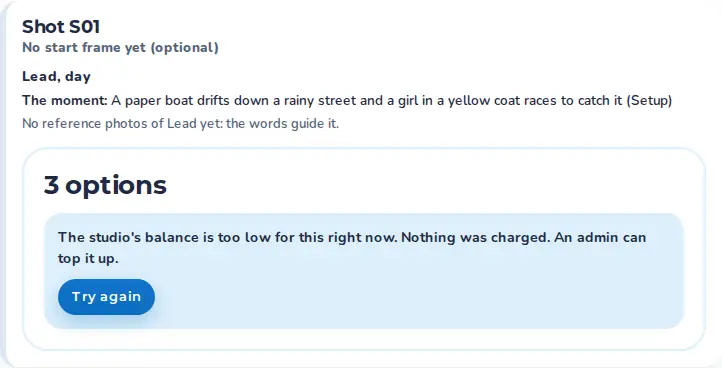 Shot S01
No start frame yet (optional)
Lead, day
The moment: A paper boat drifts down a rainy street and a girl in a yellow coat races to catch it (Setup)
No reference photos of Lead yet: the words guide it.
3 options
The studio's balance is too low for this right now. Nothing was charged. An admin can
top it up.
Try again